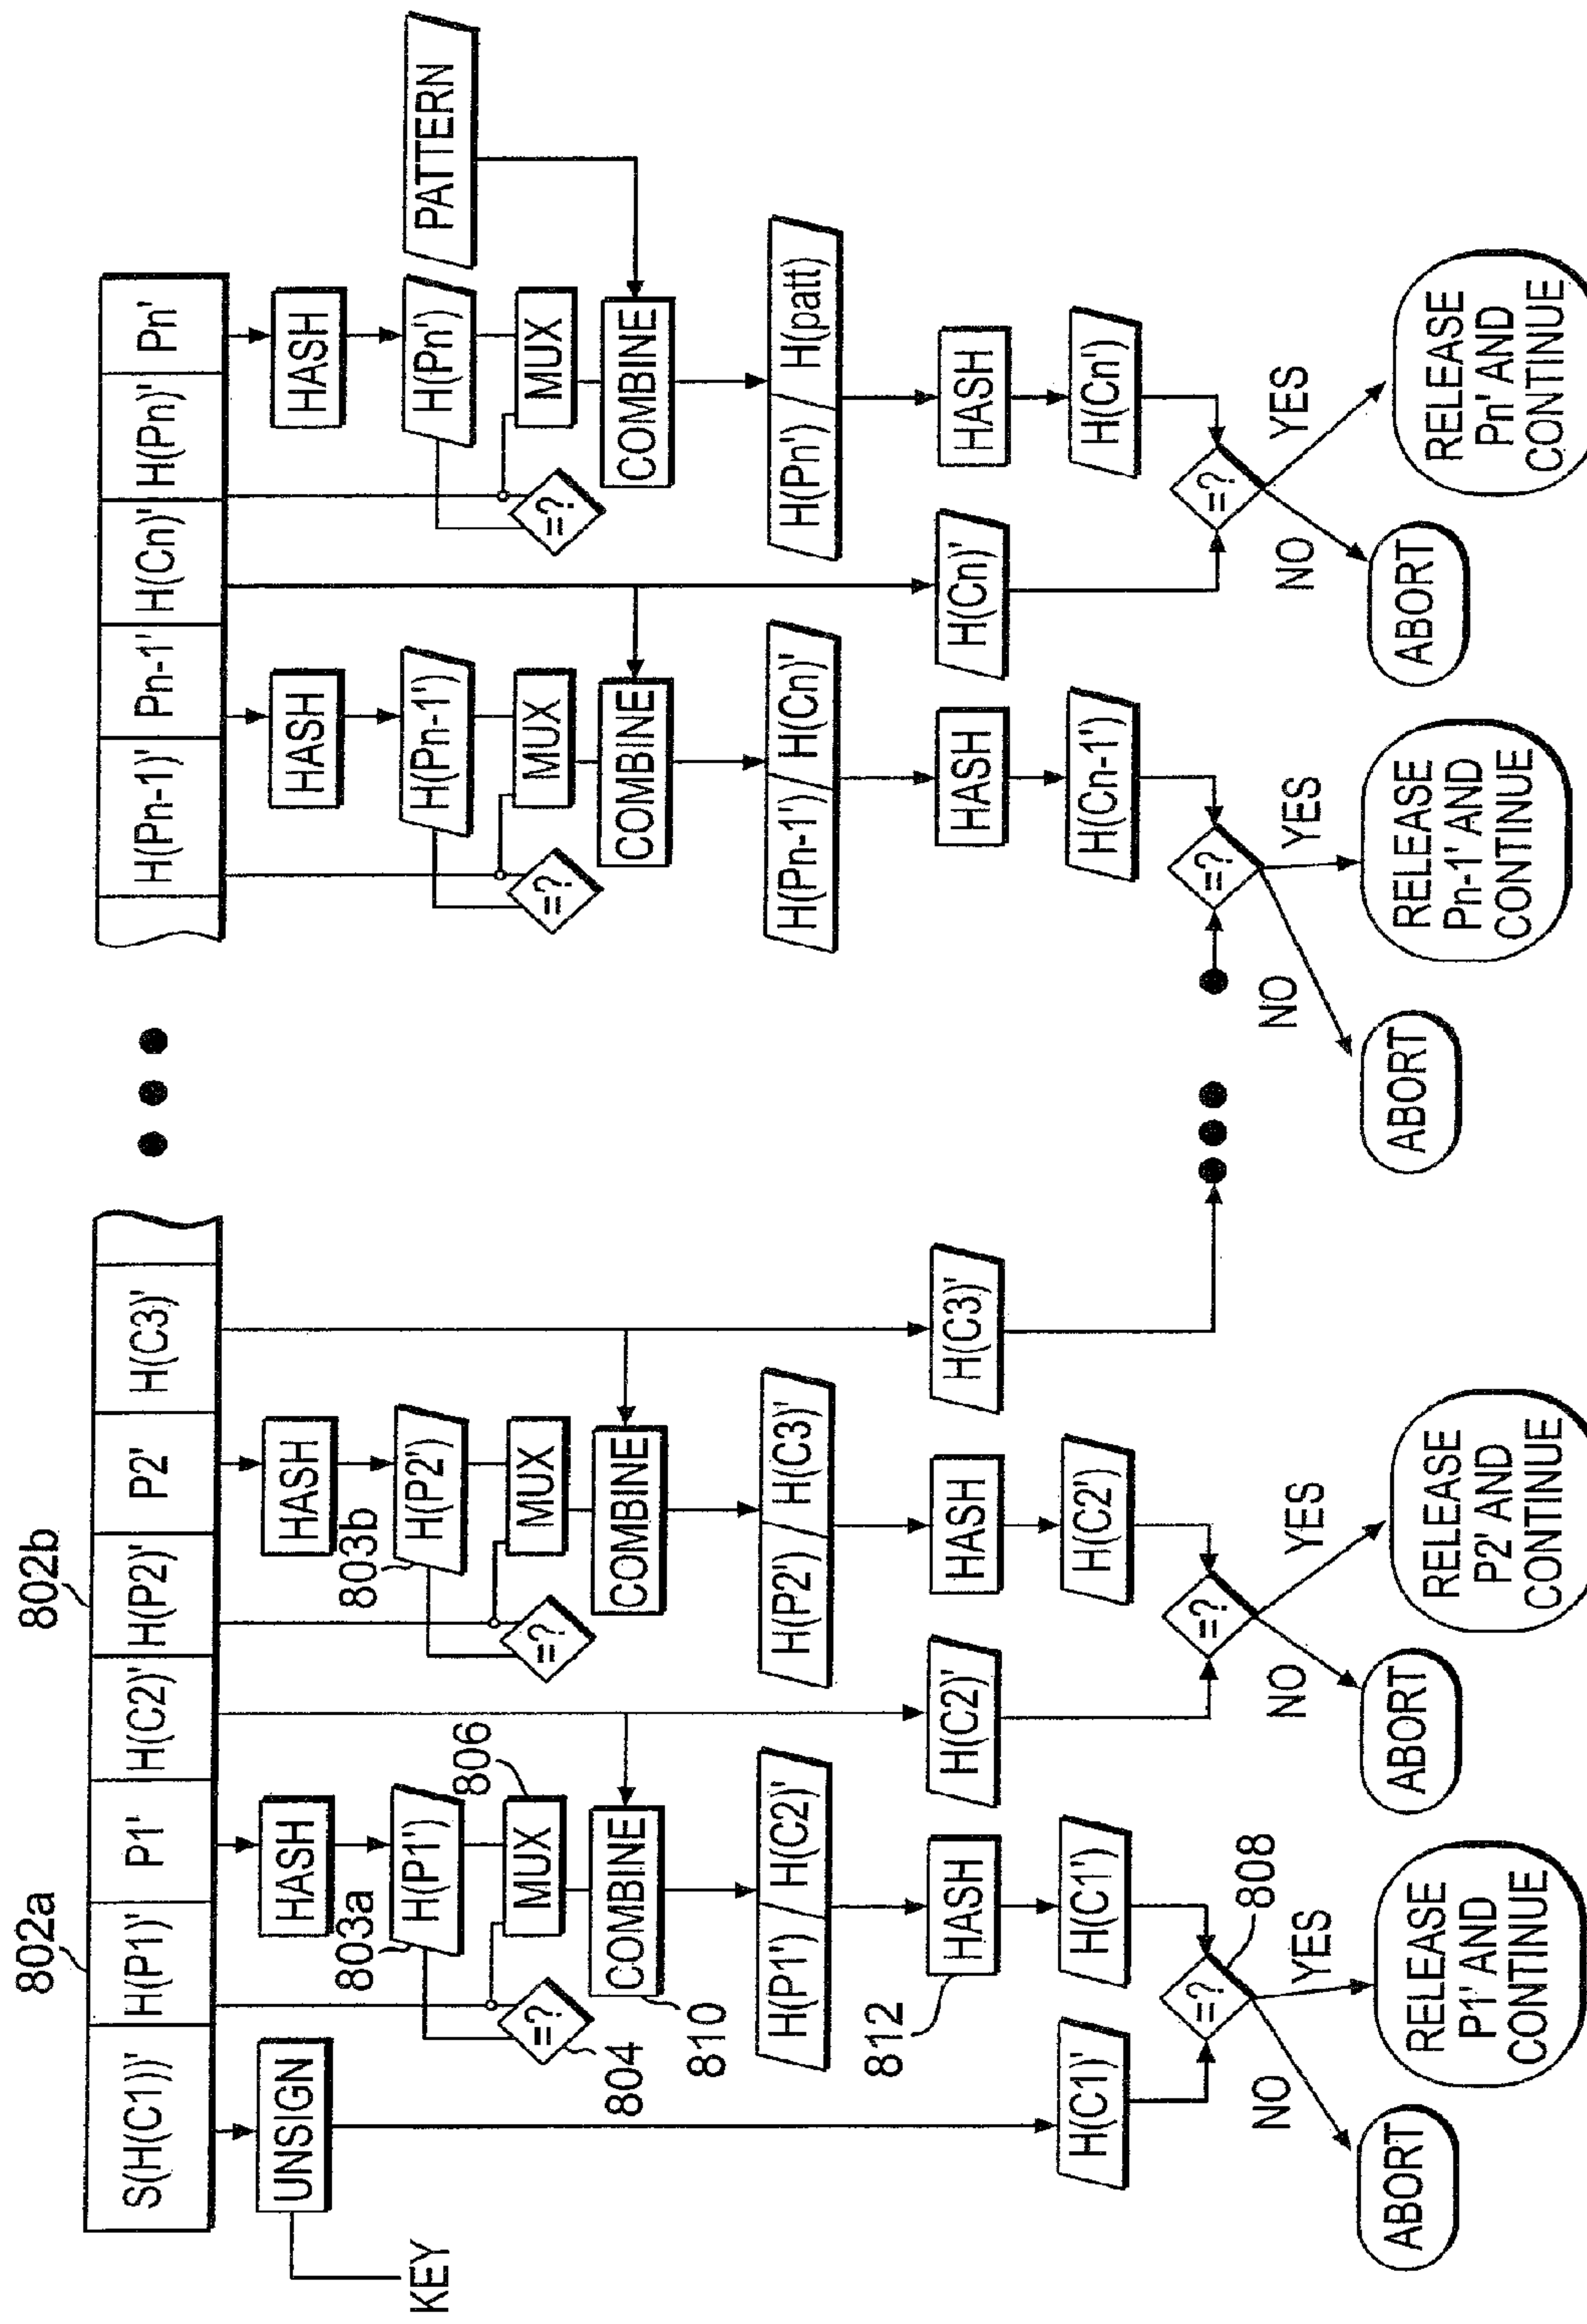 802a
802b
S(H(C1))'
H(P1)'
P1'
H(C2)'
H(P2)'
P2'
H(C3)'
H(Pn-1)'
Pn-1'
H(Cn)'
H(Pn)'
Pn'
KEY
UNSIGN
HASH
HASH
HASH
HASH
803a
H(P1')
803b
H(P2')
H(Pn-1')
H(Pn')
PATTERN
=?
804
MUX
806
=?
MUX
=?
MUX
=?
MUX
COMBINE
810
COMBINE
COMBINE
COMBINE
H(P1') / H(C2)'
H(P2') / H(C3)'
H(Pn-1') / H(Cn)'
H(Pn') / H(patt)
812
HASH
H(C2)'
HASH
H(C3)'
HASH
H(Cn)'
HASH
H(C1)'
H(C1')
H(C2')
H(Cn-1')
H(Cn')
=?
808
=?
=?
=?
NO
YES
NO
YES
NO
YES
NO
YES
ABORT
RELEASE
P1' AND
CONTINUE
ABORT
RELEASE
P2' AND
CONTINUE
ABORT
RELEASE
Pn-1' AND
CONTINUE
ABORT
RELEASE
Pn' AND
CONTINUE